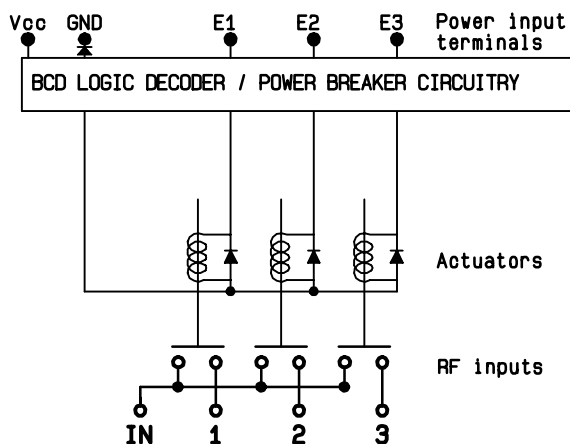 Vcc GND E1 E2 E3 Power input
terminals
BCD LOGIC DECODER / POWER BREAKER CIRCUITRY
Actuators
RF inputs
IN 1 2 3